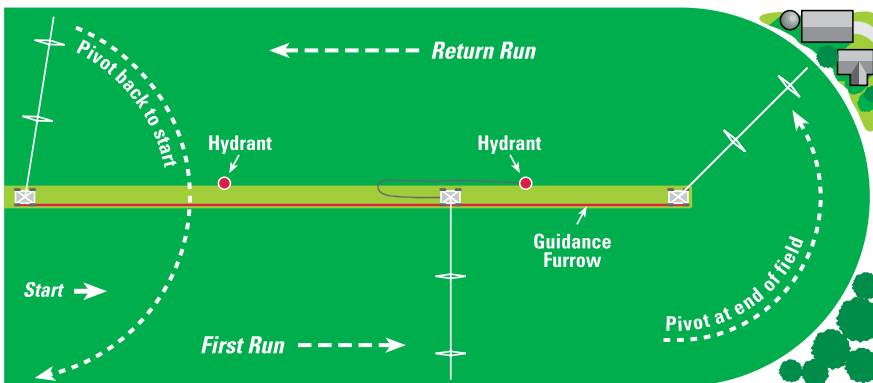 Return Run
Pivot back to start
Hydrant
Hydrant
Guidance
Furrow
Start
Pivot at end of field
First Run